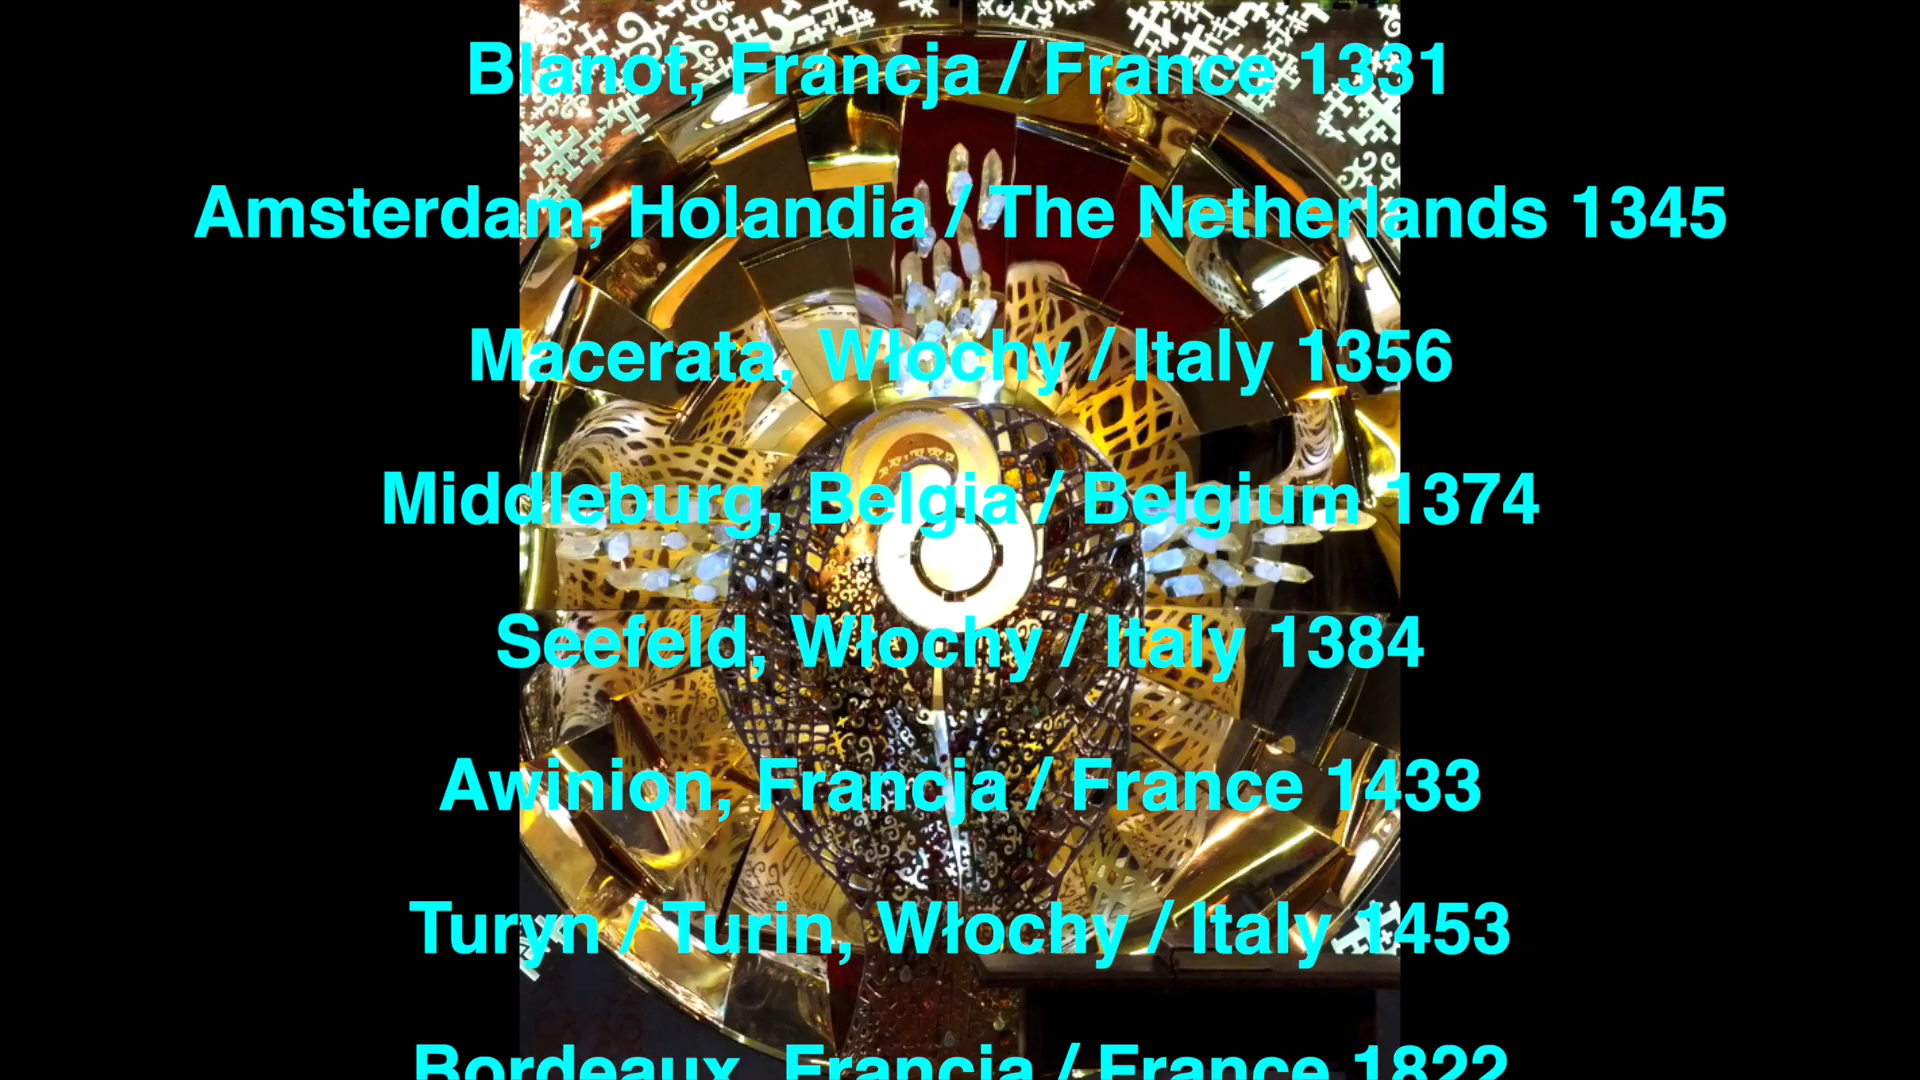 Blanot, Francja / France 1331
Amsterdam, Holandia / The Netherlands 1345
Macerata, Włochy / Italy 1356
Middleburg, Belgia / Belgium 1374
Seefeld, Włochy / Italy 1384
Awinion, Francja / France 1433
Turyn / Turin, Włochy / Italy 1453
Bordeaux, Francja / France 1822